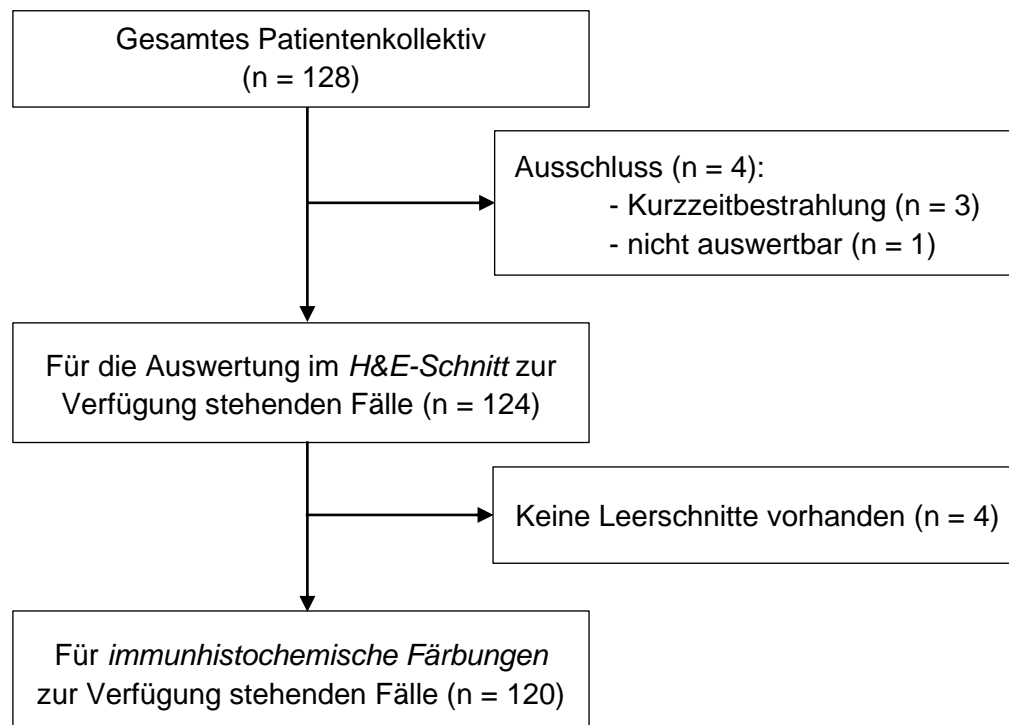 Gesamtes Patientenkollektiv
(n = 128)
Ausschluss (n = 4):
- Kurzzeitbestrahlung (n = 3)
- nicht auswertbar (n = 1)
Für die Auswertung im H&E-Schnitt zur
Verfügung stehenden Fälle (n = 124)
Keine Leerschnitte vorhanden (n = 4)
Für immunhistochemische Färbungen
zur Verfügung stehenden Fälle (n = 120)